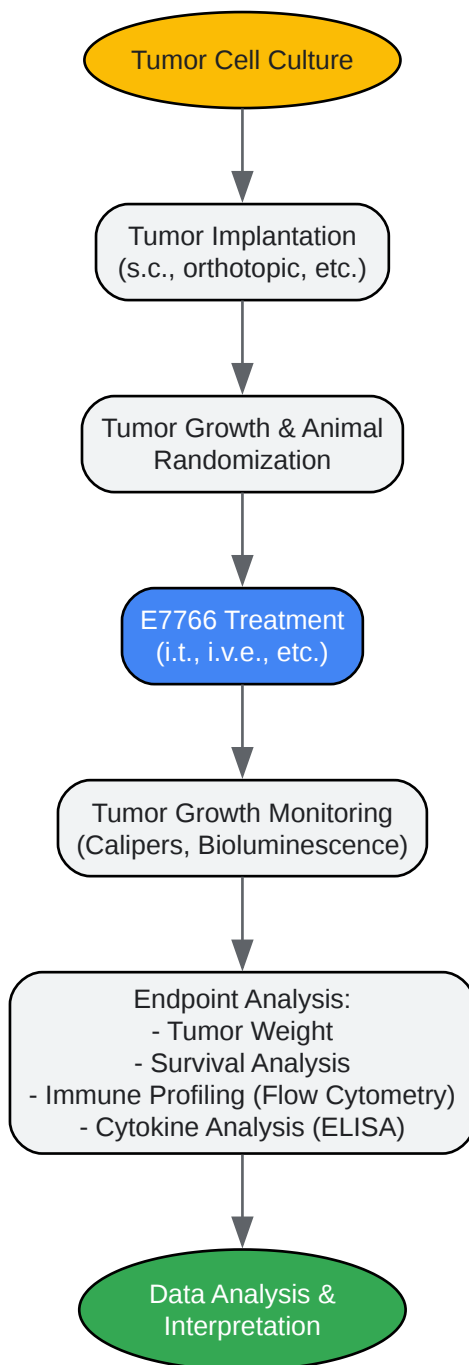 Tumor Cell Culture
Tumor Implantation
(s.c., orthotopic, etc.)
Tumor Growth & Animal
Randomization
E7766 Treatment
(i.t., i.v.e., etc.)
Tumor Growth Monitoring
(Calipers, Bioluminescence)
Endpoint Analysis:
- Tumor Weight
- Survival Analysis
- Immune Profiling (Flow Cytometry)
- Cytokine Analysis (ELISA)
Data Analysis &
Interpretation